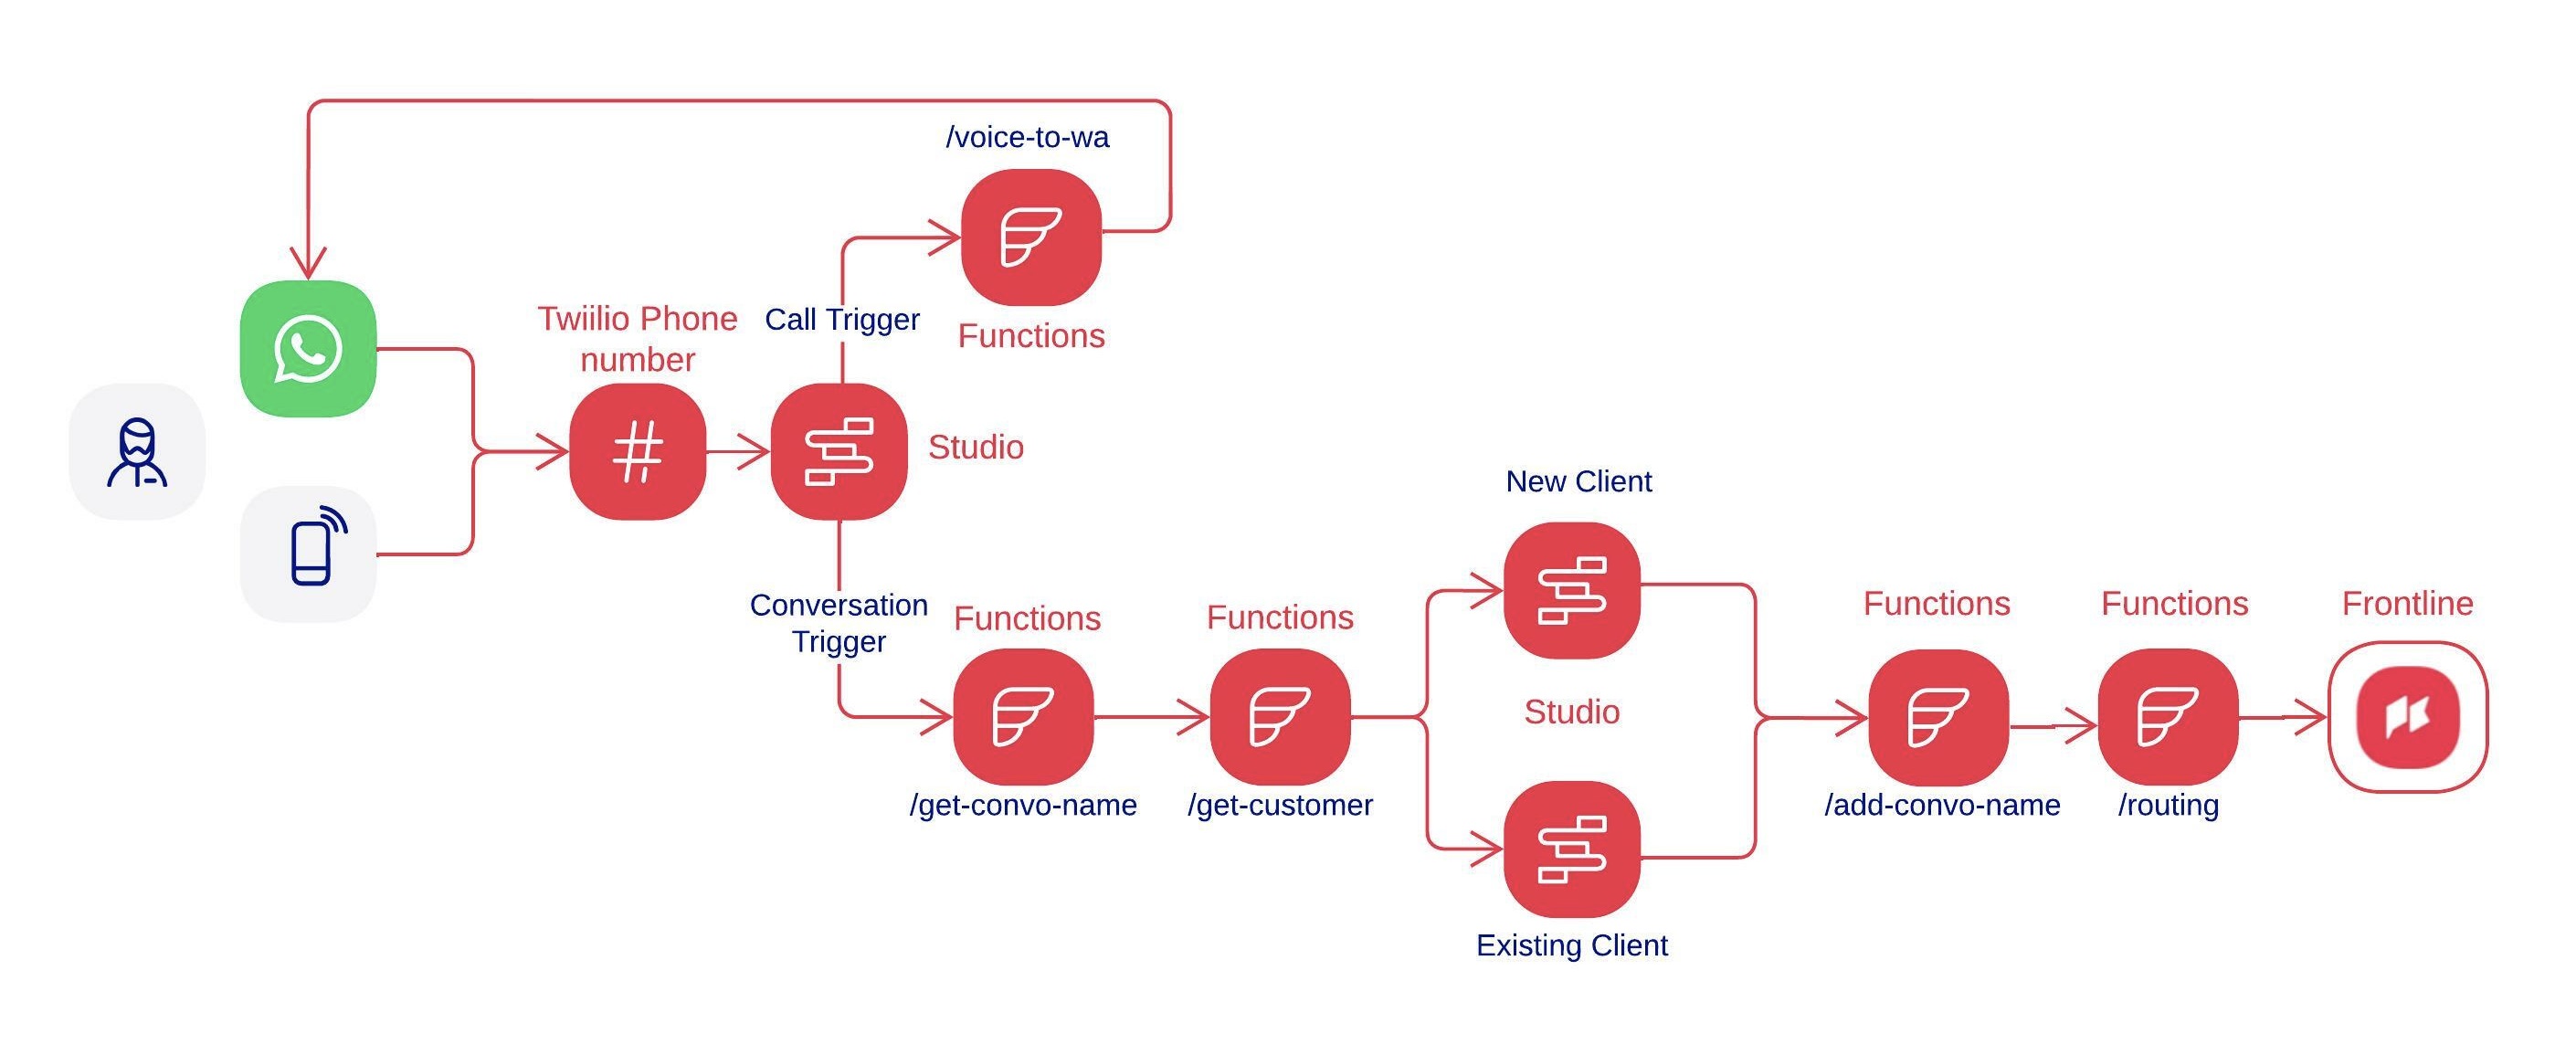 /voice-to-wa
Functions
Twiilio Phone
number
Call Trigger
Studio
Conversation
Trigger
Functions
/get-convo-name
Functions
/get-customer
New Client
Studio
Existing Client
Functions
/add-convo-name
Functions
/routing
Frontline